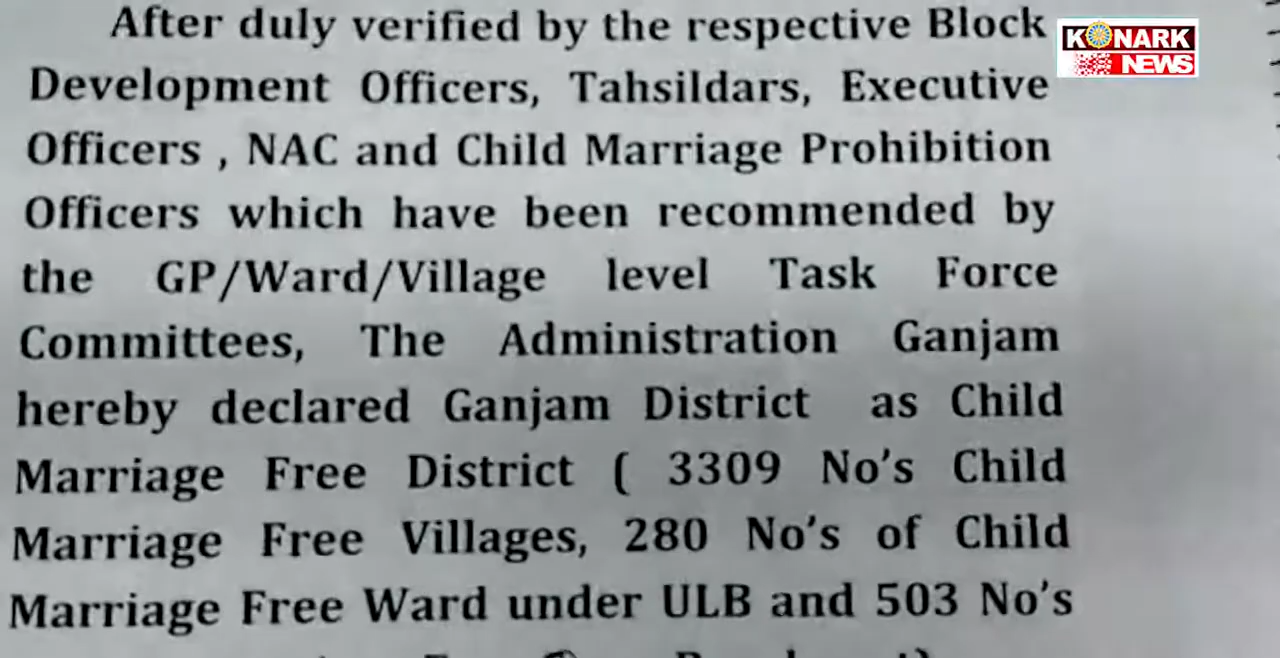 After duly verified by the respective Block
Development Officers, Tahsildars, Executive
Officers , NAC and Child Marriage Prohibition
Officers which have been recommended by
the GP/Ward/Village level Task Force
Committees, The Administration Ganjam
hereby declared Ganjam District as Child
Marriage Free District ( 3309 No's Child
Marriage Free Villages, 280 No's of Child
Marriage Free Ward under ULB and 503 No's
KONARK
NEWS